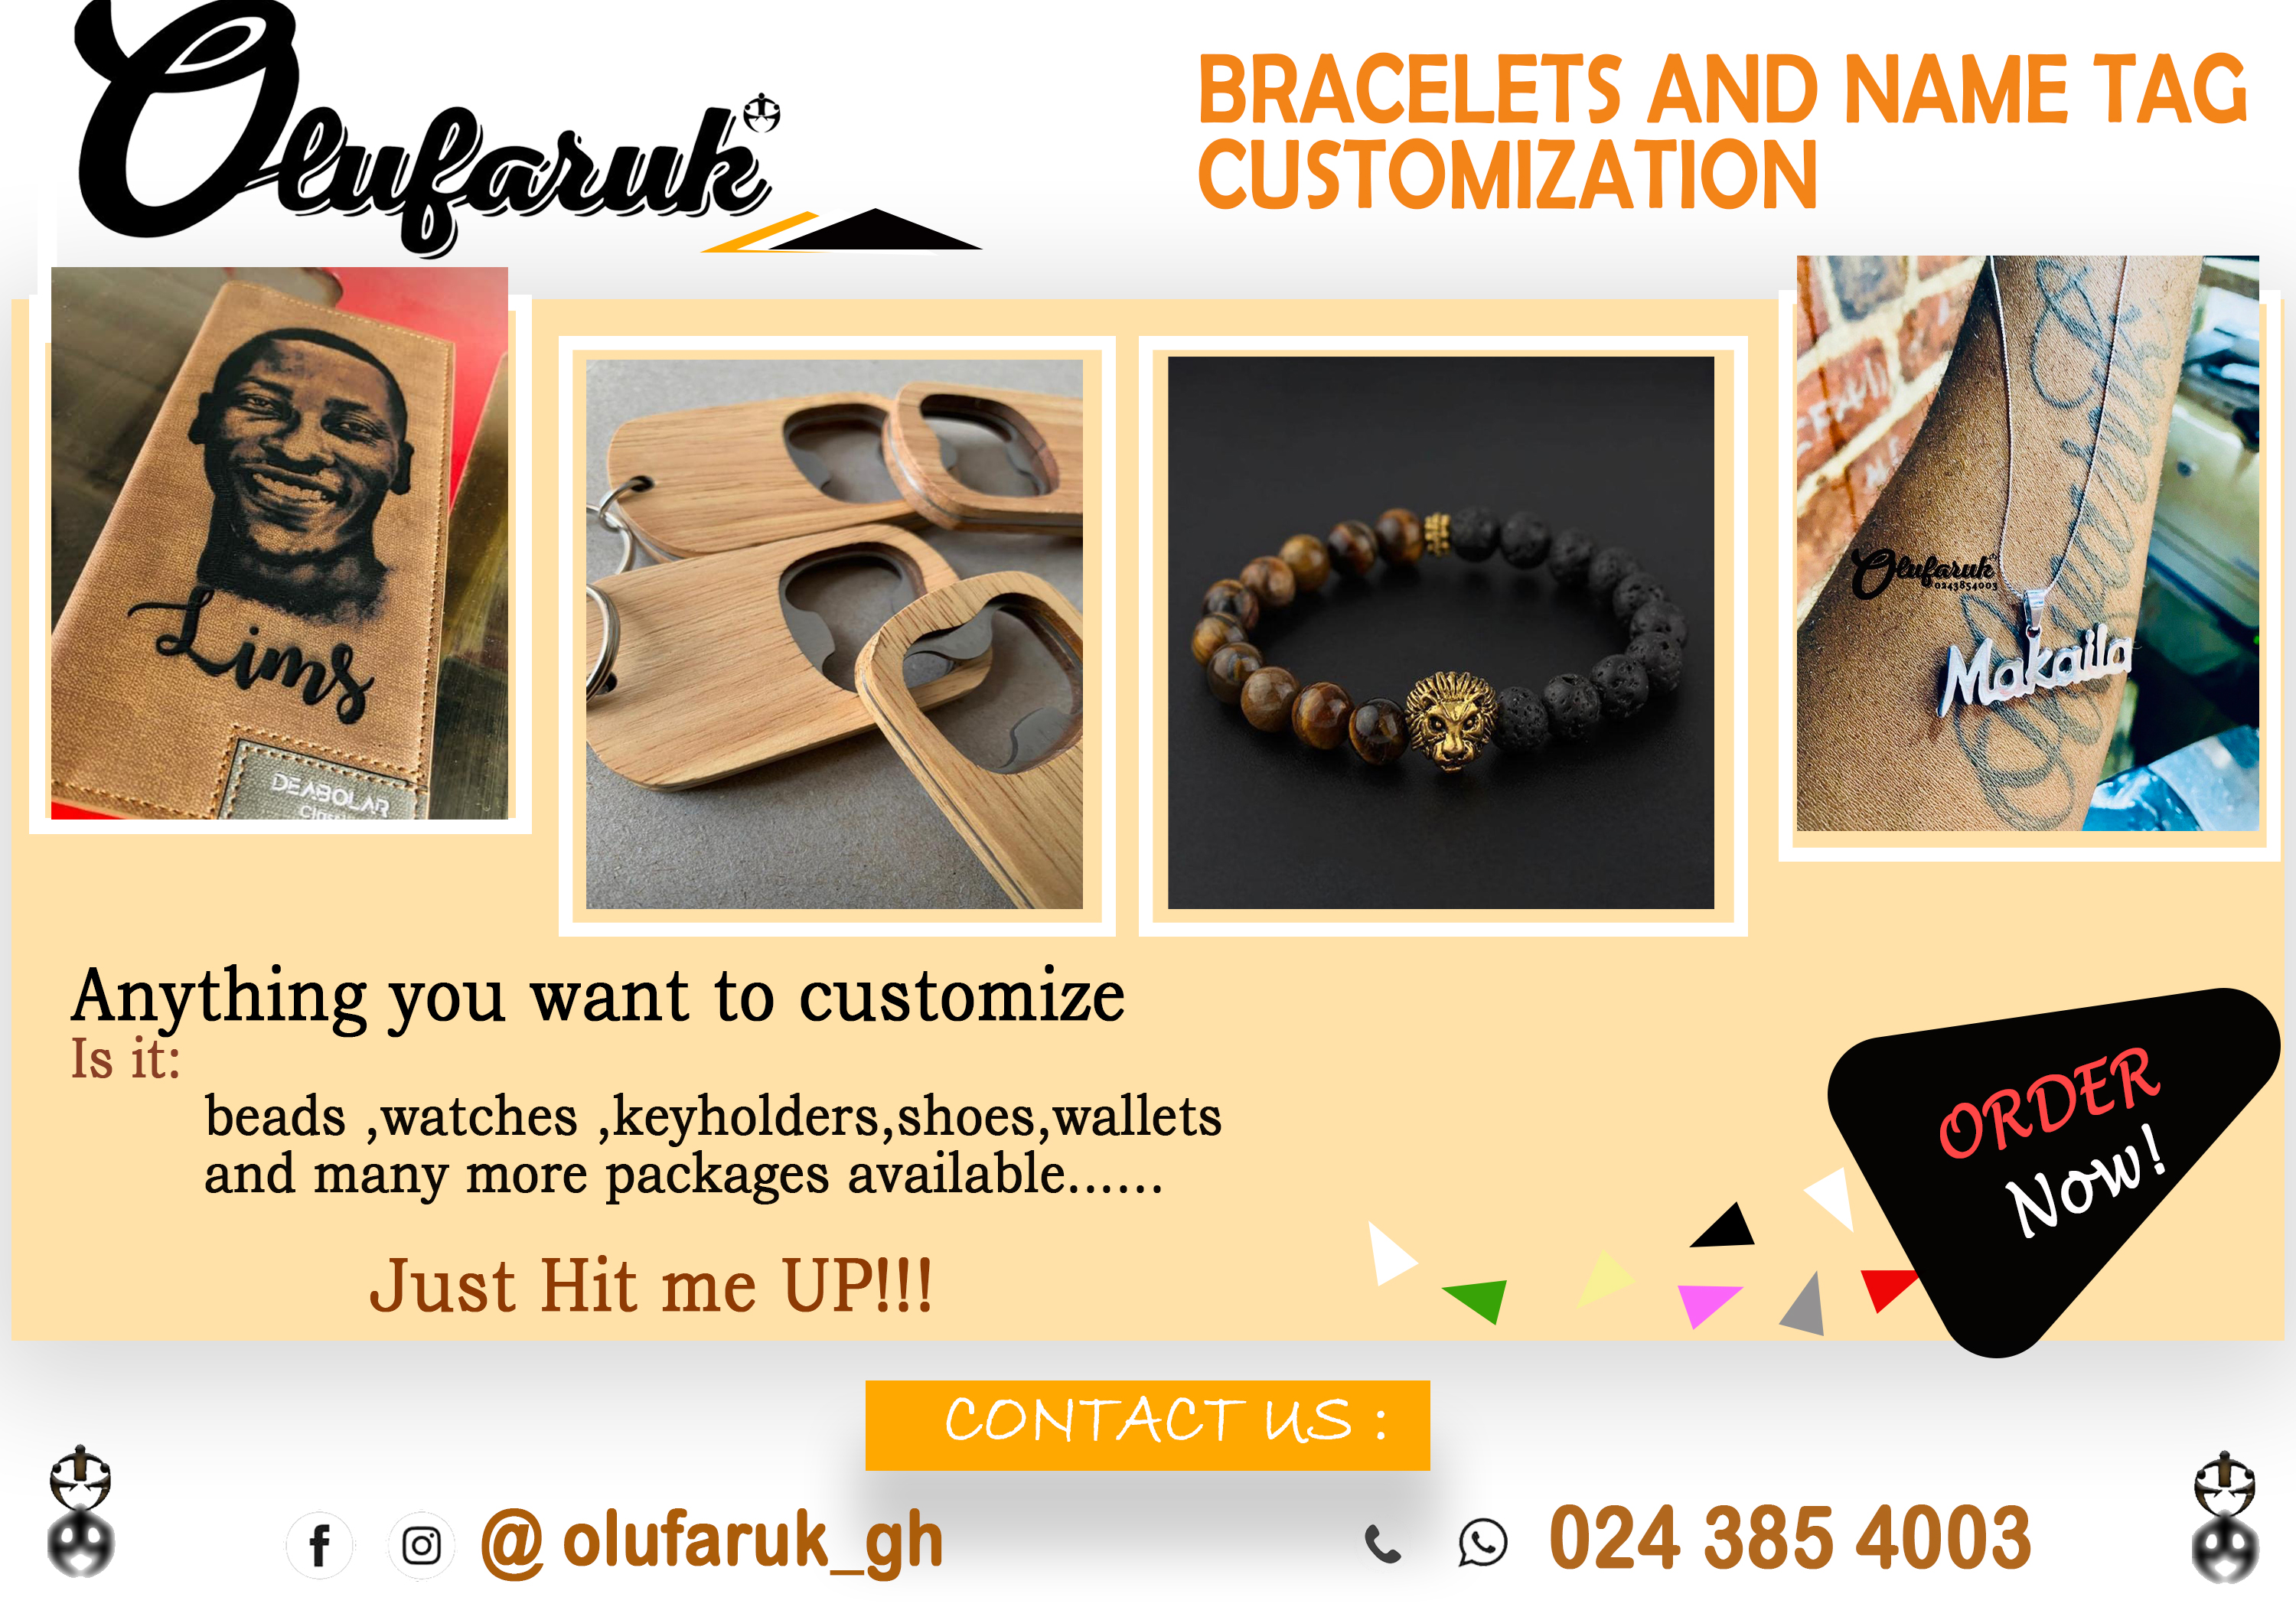 Olufaruk
BRACELETS AND NAME TAG
CUSTOMIZATION
Lims
DEABOLAR
Olufaruk
0243854003
Makaila
Anything you want to customize
Is it:
beads ,watches ,keyholders,shoes,wallets
and many more packages available......
Just Hit me UP!!!
ORDER
Now!
CONTACT US :
@ olufaruk_gh
024 385 4003